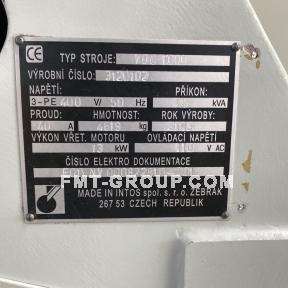 CE TYP STROJE:
VÝROBNÍ ČÍSLO:
NAPĚTÍ: PŘÍKON:
3-PE 400 V/ 50 Hz kVA
PROUD: HMOTNOST: ROK VÝROBY:
40 A kg
VÝKON VŘET. MOTORU OVLÁDACÍ NAPĚTÍ
13 kW V AC
ČÍSLO ELEKTRO DOKUMENTACE
FMT-GROUP.COM
MADE IN INTOS spol. s r. o. ŽEBRÁK
267 53 CZECH REPUBLIK